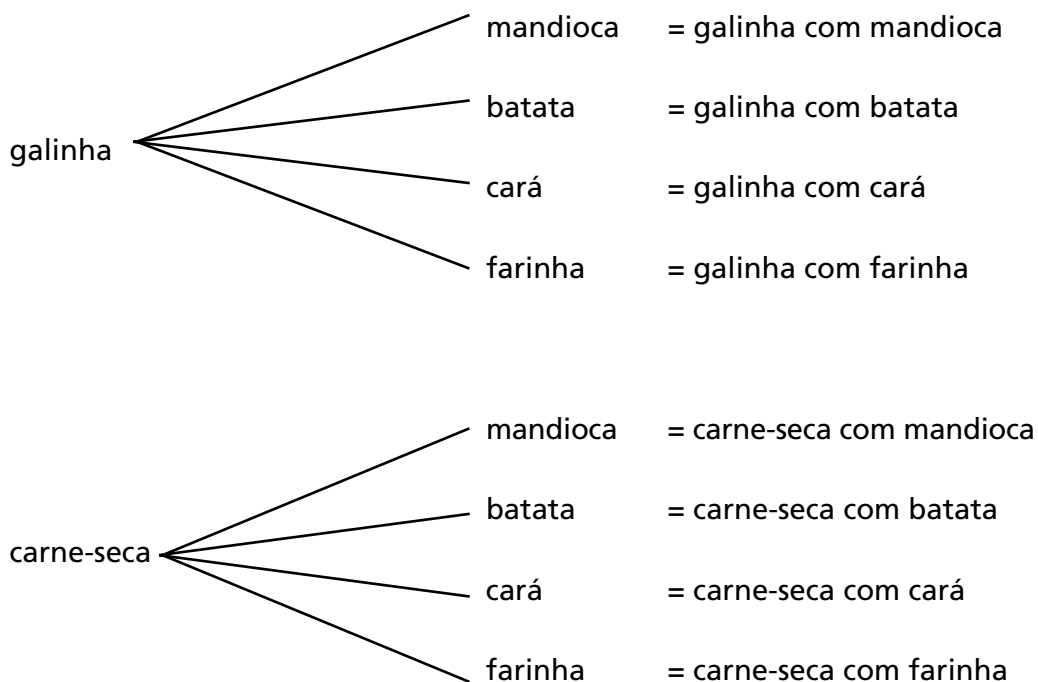 mandioca = galinha com mandioca
batata = galinha com batata
galinha
cará = galinha com cará
farinha = galinha com farinha
mandioca = carne-seca com mandioca
batata = carne-seca com batata
carne-seca
cará = carne-seca com cará
farinha = carne-seca com farinha